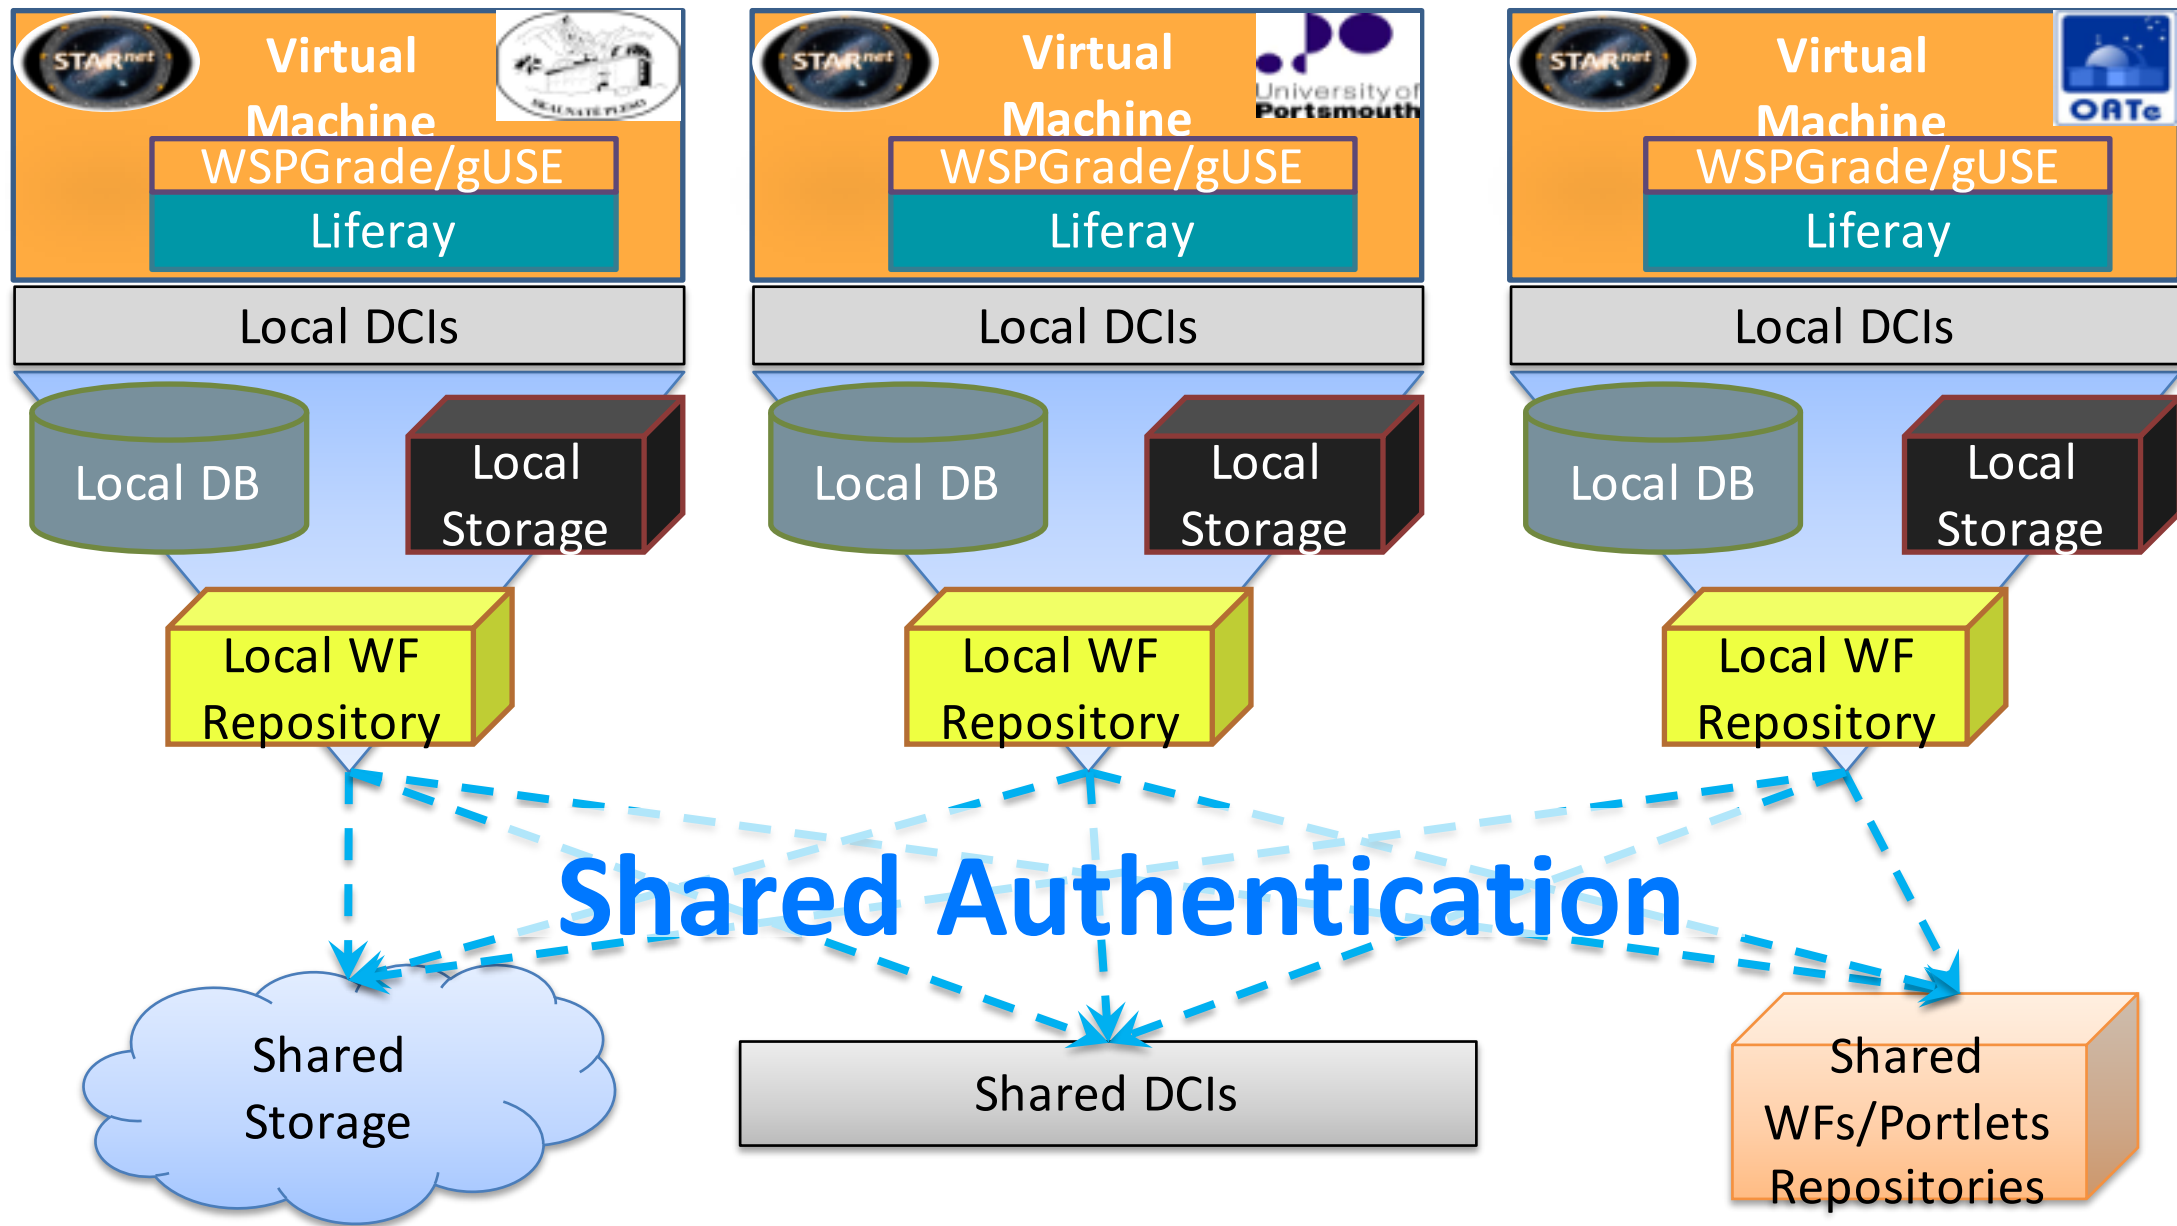 STARnet
Virtual
Machine
SKALNATÉ PLESO
WSPGrade/gUSE
Liferay
Local DCIs
Local DB
Local
Storage
Local WF
Repository
STARnet
Virtual
Machine
University of
Portsmouth
WSPGrade/gUSE
Liferay
Local DCIs
Local DB
Local
Storage
Local WF
Repository
STARnet
Virtual
Machine
OATe
WSPGrade/gUSE
Liferay
Local DCIs
Local DB
Local
Storage
Local WF
Repository
Shared Authentication
Shared
Storage
Shared DCIs
Shared
WFs/Portlets
Repositories